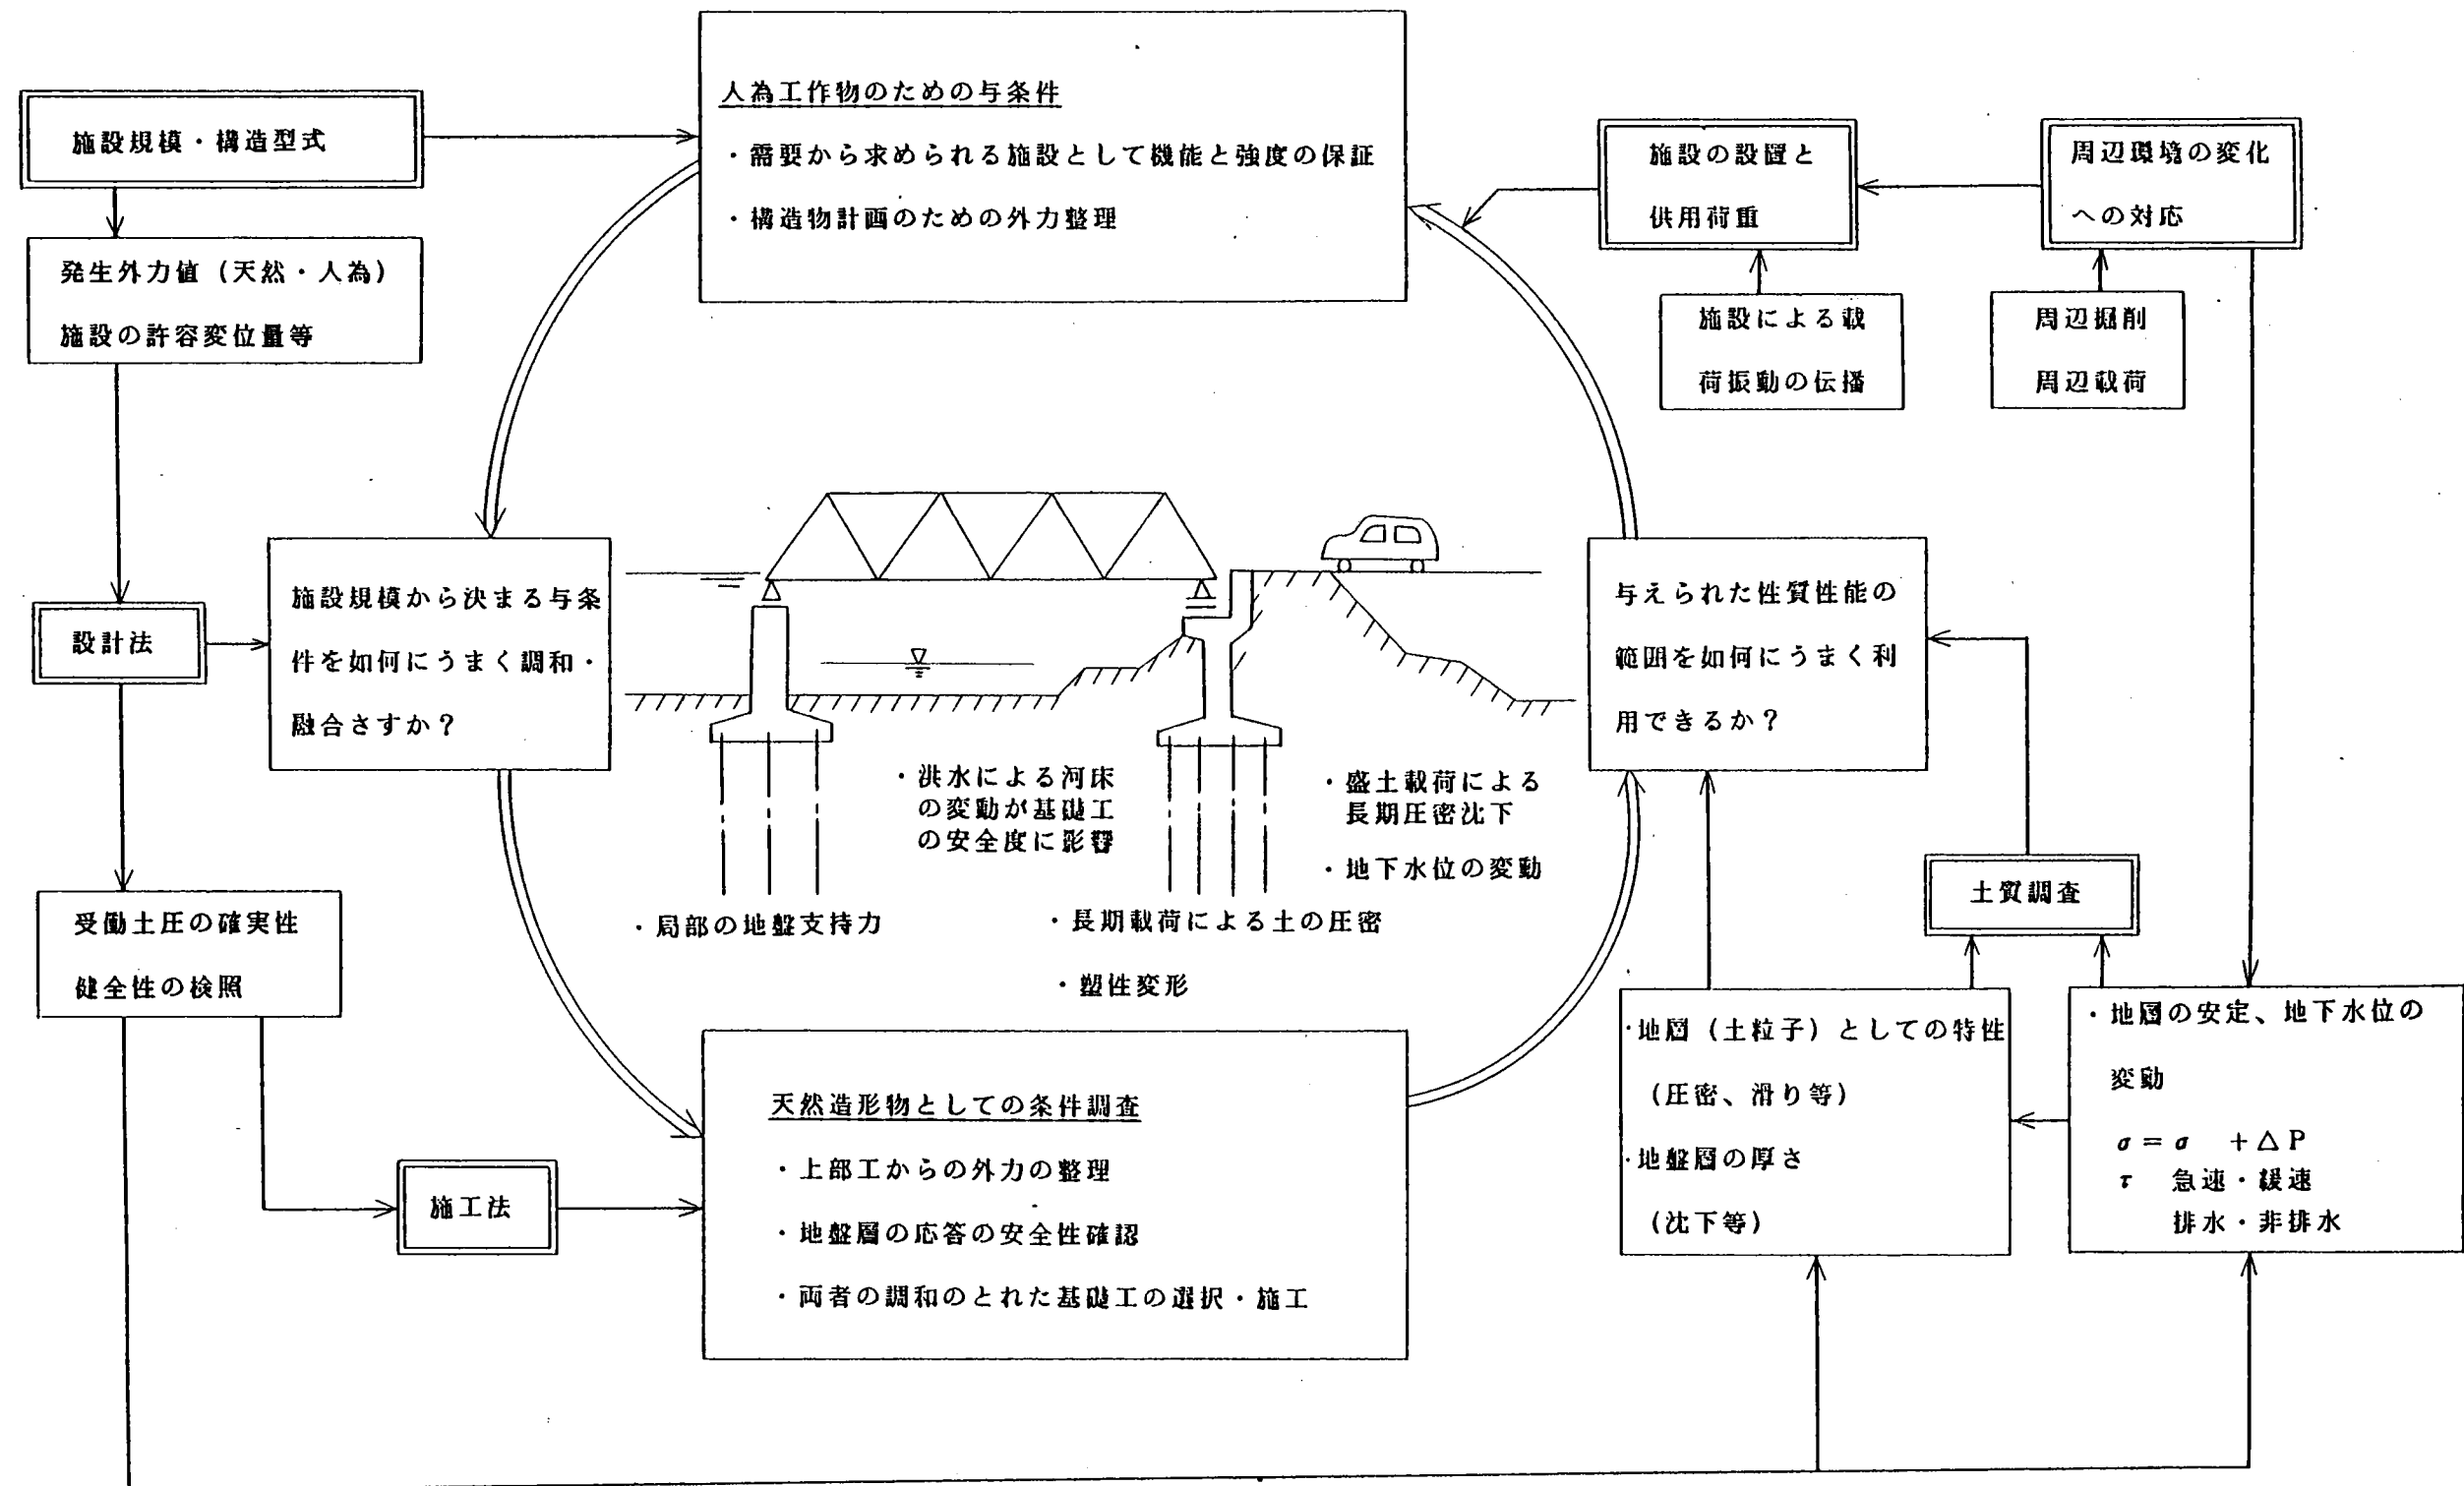 人為工作物のための与条件
・需要から求められる施設として機能と強度の保証
・構造物計画のための外力整理
施設規模・構造型式
発生外力値（天然・人為）
施設の許容変位量等
設計法
施設規模から決まる与条
件を如何にうまく調和・
融合さすか？
受働土圧の確実性
健全性の検照
施工法
施設の設置と
供用荷重
周辺環境の変化
への対応
施設による載
荷振動の伝播
周辺掘削
周辺載荷
与えられた性質性能の
範囲を如何にうまく利
用できるか？
・洪水による河床
の変動が基礎工
の安全度に影響
・盛土載荷による
長期圧密沈下
・地下水位の変動
・局部の地盤支持力
・長期載荷による土の圧密
・塑性変形
天然造形物としての条件調査
・上部工からの外力の整理
・地盤層の応答の安全性確認
・両者の調和のとれた基礎工の選択・施工
土質調査
・地層（土粒子）としての特性
（圧密、滑り等）
・地盤層の厚さ
（沈下等）
・地層の安定、地下水位の
変動
σ＝σ　＋△P
τ　急速・緩速
排水・非排水